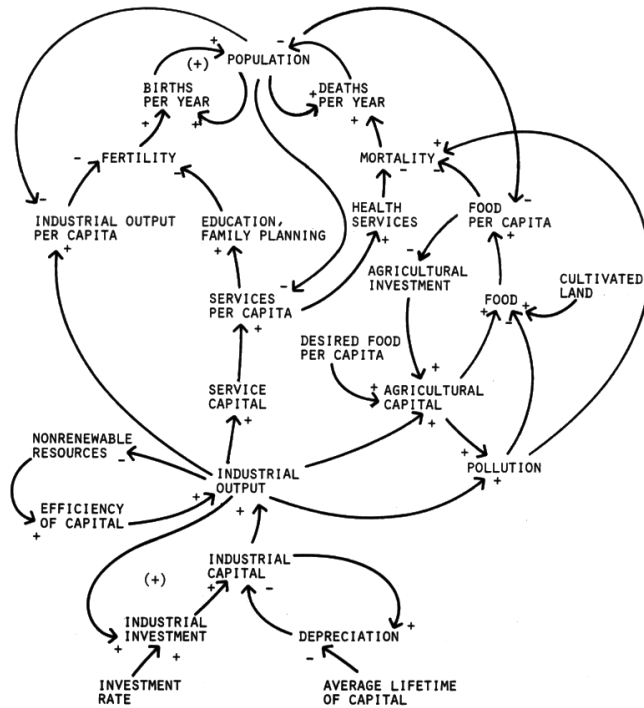 POPULATION
(+)
BIRTHS
PER YEAR
DEATHS
PER YEAR
FERTILITY
MORTALITY
INDUSTRIAL OUTPUT
PER CAPITA
EDUCATION,
FAMILY PLANNING
HEALTH
SERVICES
FOOD
PER CAPITA
AGRICULTURAL
INVESTMENT
CULTIVATED
LAND
SERVICES
PER CAPITA
FOOD
DESIRED FOOD
PER CAPITA
SERVICE
CAPITAL
AGRICULTURAL
CAPITAL
NONRENEWABLE
RESOURCES
INDUSTRIAL
OUTPUT
POLLUTION
EFFICIENCY
OF CAPITAL
INDUSTRIAL
CAPITAL
(+)
INDUSTRIAL
INVESTMENT
DEPRECIATION
INVESTMENT
RATE
AVERAGE LIFETIME
OF CAPITAL